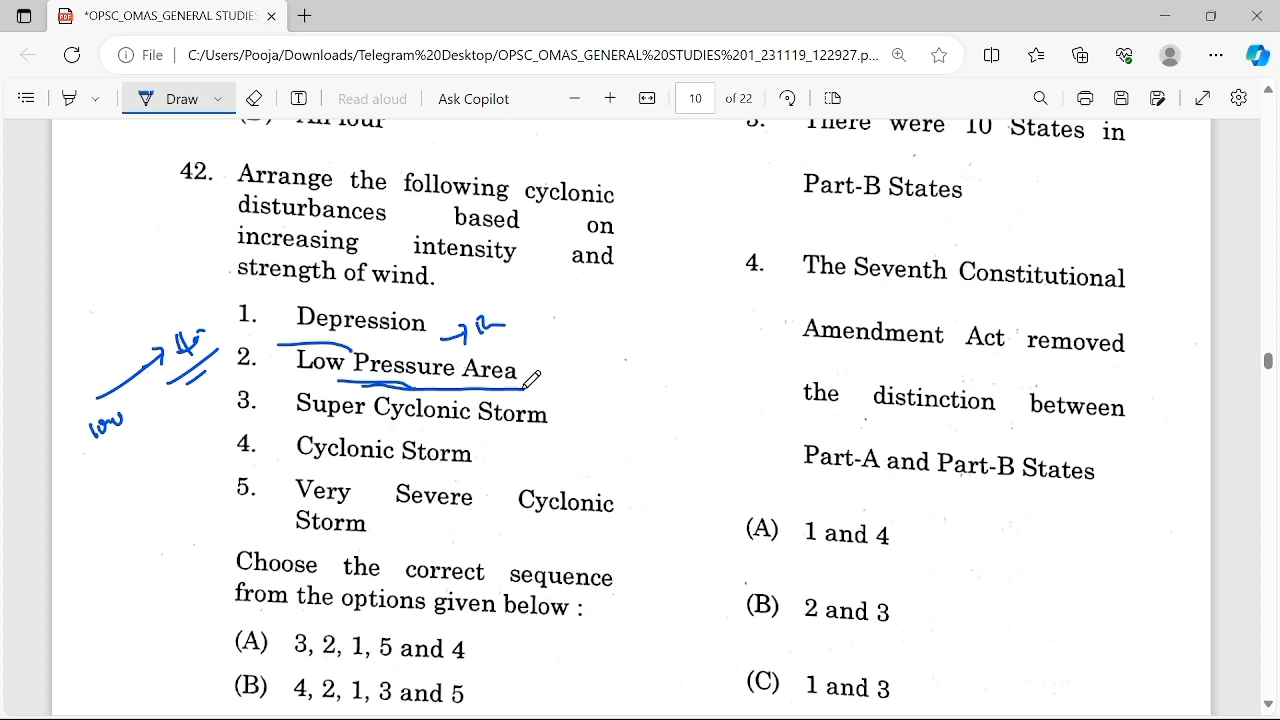 *OPSC_OMAS_GENERAL STUDIES
File
C:/Users/Pooja/Downloads/Telegram%20Desktop/OPSC_OMAS_GENERAL%20STUDIES%201_231119_122927.p...
Draw
Read aloud
Ask Copilot
10
of 22
42. Arrange the following cyclonic
disturbances based on
increasing intensity and
strength of wind.
1. Depression
2. Low Pressure Area
3. Super Cyclonic Storm
4. Cyclonic Storm
5. Very Severe Cyclonic
Storm
low
Choose the correct sequence
from the options given below :
(A) 3, 2, 1, 5 and 4
(B) 4, 2, 1, 3 and 5
3. There were 10 States in
Part-B States
4. The Seventh Constitutional
Amendment Act removed
the distinction between
Part-A and Part-B States
(A) 1 and 4
(B) 2 and 3
(C) 1 and 3